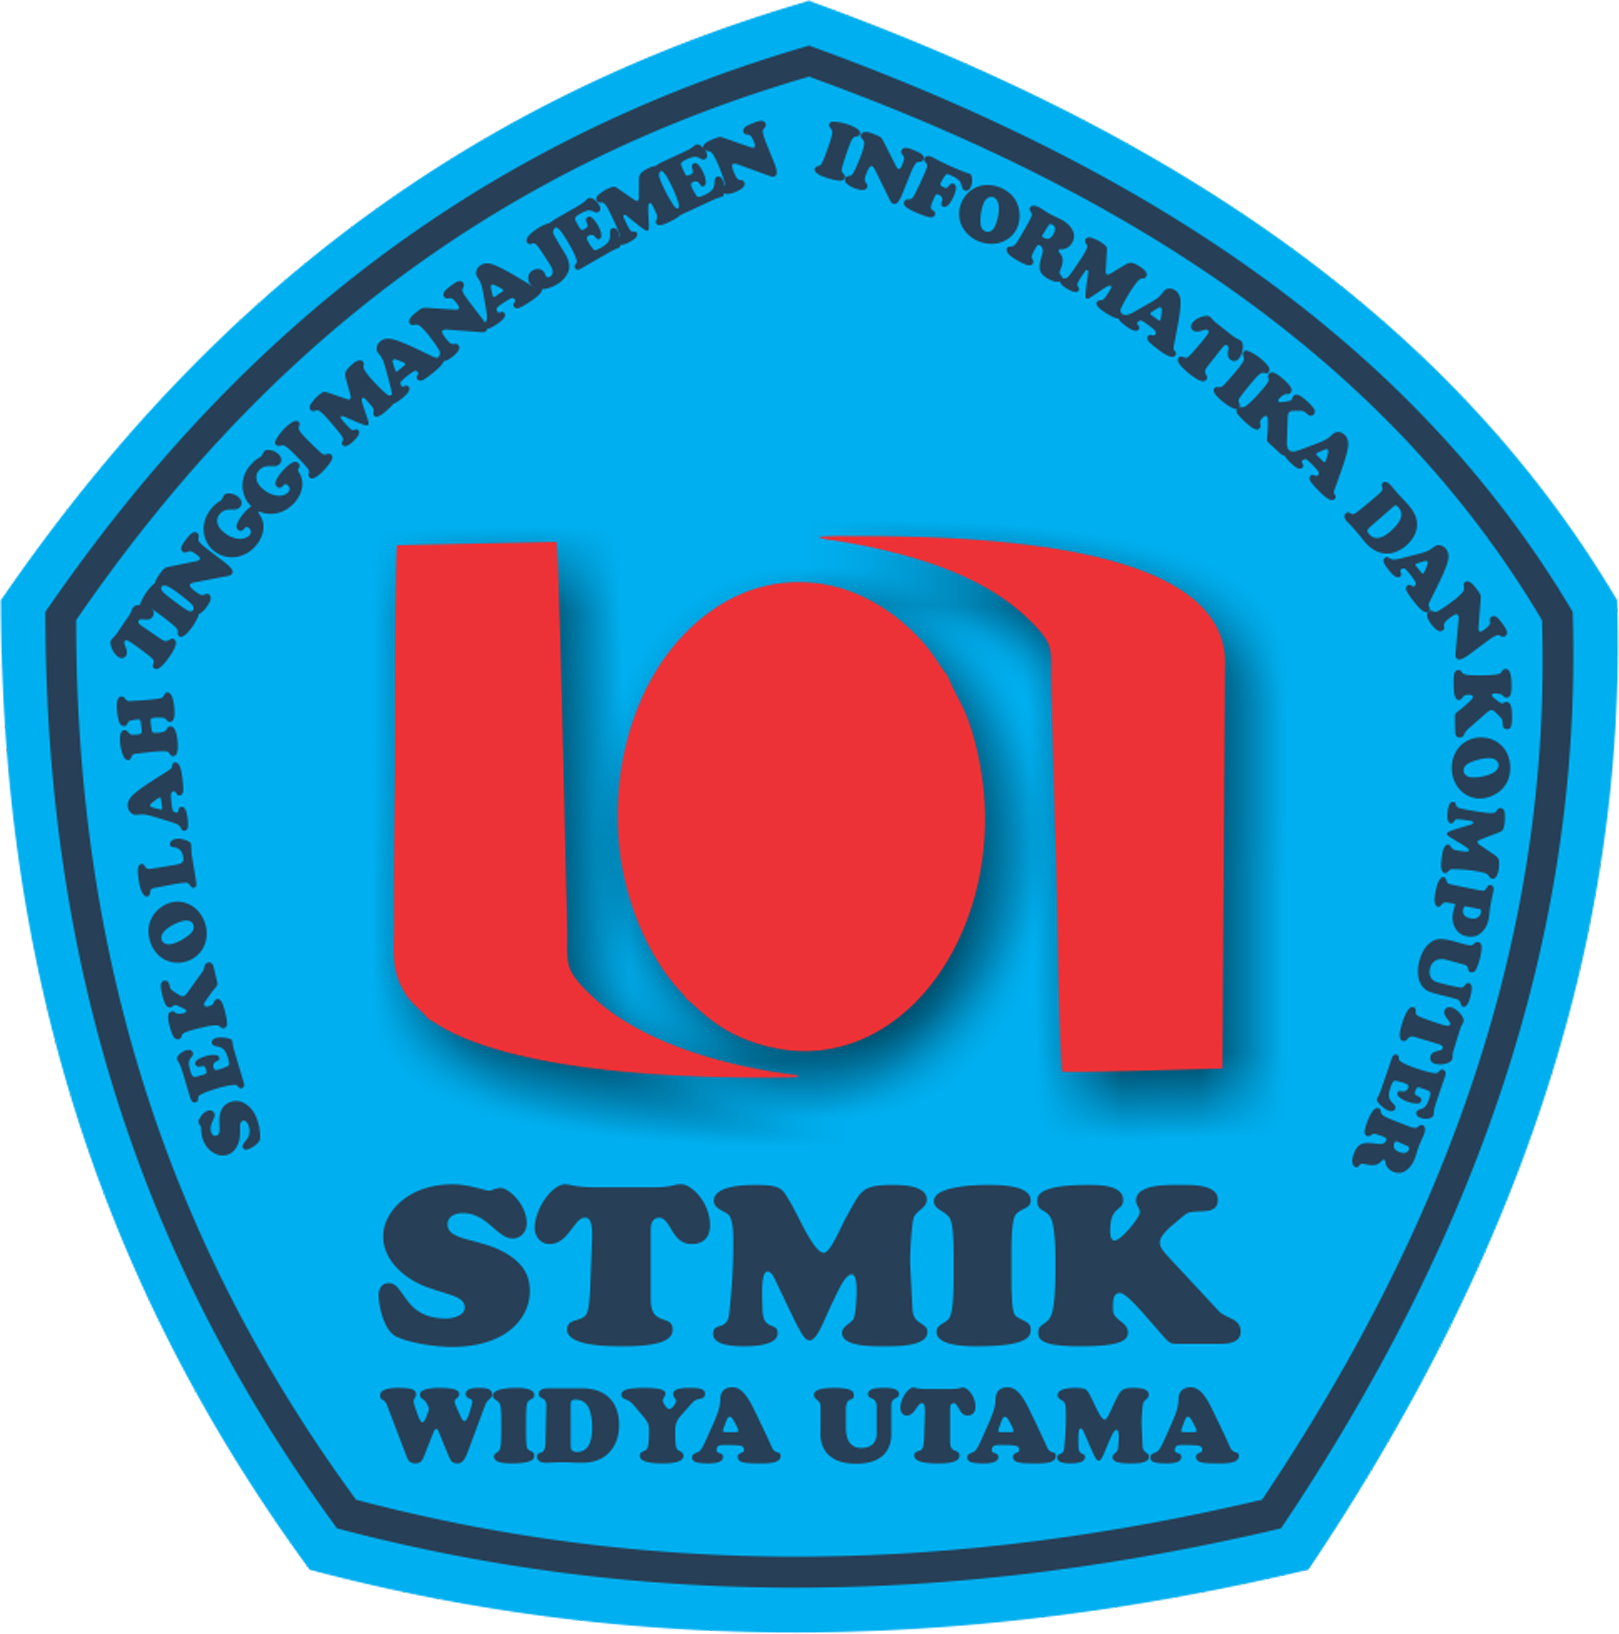 SEKOLAH TINGGI MANAJEMEN INFORMATIKA DAN KOMPUTER
STMIK
WIDYA UTAMA